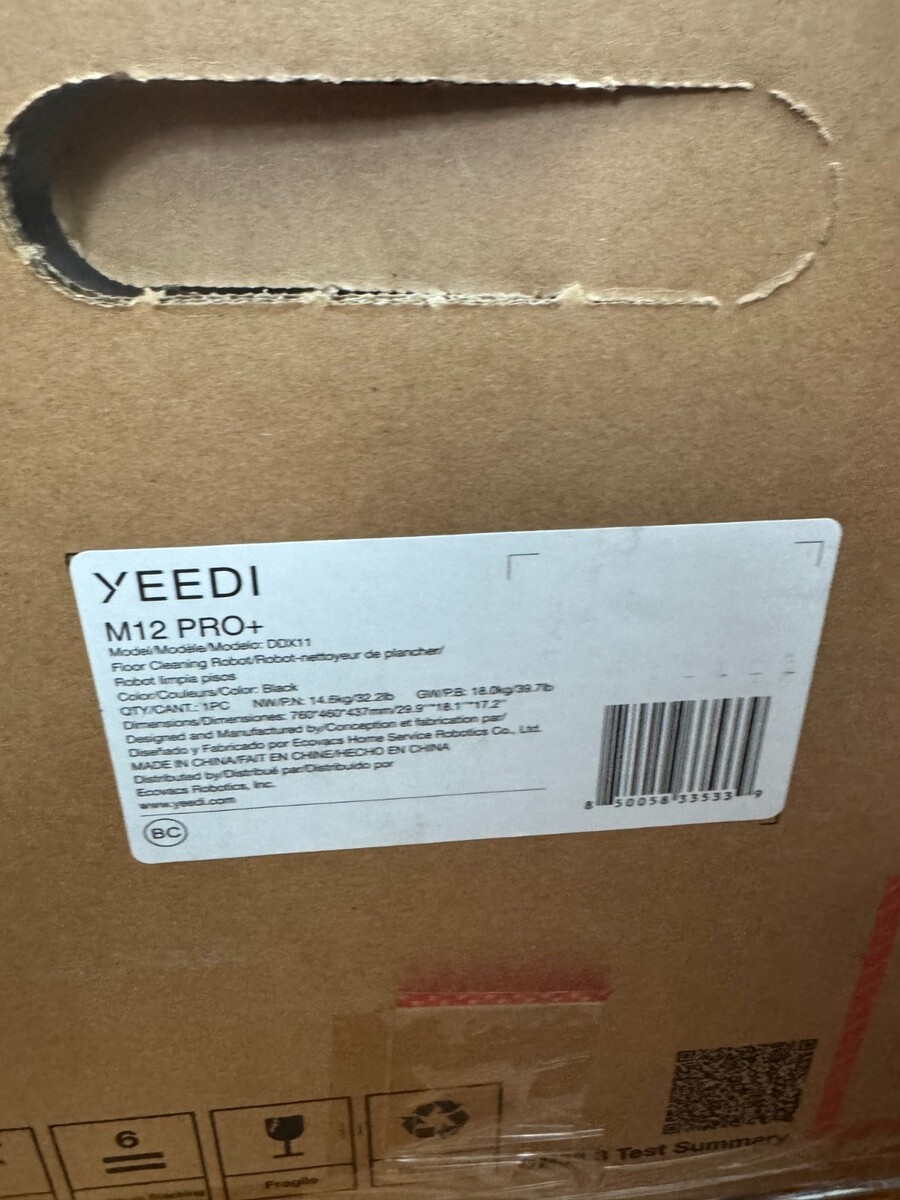 YEEDI
M12 PRO+
Model/Modèle/Modelo: DDX11
Floor Cleaning Robot/Robot-nettoyeur de plancher/
Robot limpia pisos
Color/Couleurs/Color: Black
QTY/CANT.: 1PC NW/P.N: 14.6kg/32.2lb GW/P.B: 18.0kg/39.7lb
Dimensions/Dimensiones: 760*460*437mm/29.9"*18.1"*17.2"
Designed and Manufactured by/Conception et fabrication par/
Diseñado y Fabricado por Ecovacs Home Service Robotics Co., Ltd.
MADE IN CHINA/FAIT EN CHINE/HECHO EN CHINA
Distributed by/Distribué par/Distribuido por
Ecovacs Robotics, Inc.
www.yeedi.com
BC
8 50058 33533 9
6
Fragile
Test Summary